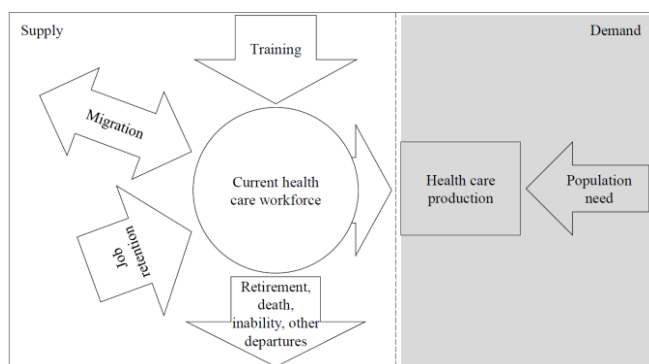 Supply
Demand
Training
Migration
Current health
care workforce
Health care
production
Population
need
Job
retention
Retirement,
death,
inability, other
departures